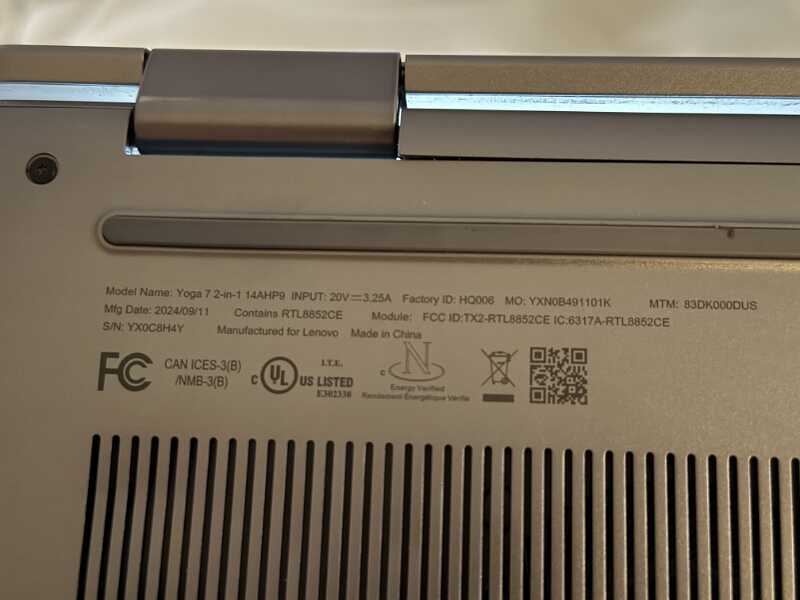 Model Name: Yoga 7 2-in-1 14AHP9 INPUT: 20V⎓3.25A Factory ID: HQ006 MO: YXN0B491101K MTM: 83DK000DUS
Mfg Date: 2024/09/11 Contains RTL8852CE Module: FCC ID:TX2-RTL8852CE IC:6317A-RTL8852CE
S/N: YX0C8H4Y Manufactured for Lenovo Made in China
FC
CAN ICES-3(B)
/NMB-3(B)
c UL US LISTED
I.T.E.
E302330
c N
Energy Verified
Rendement Énergétique Vérifié